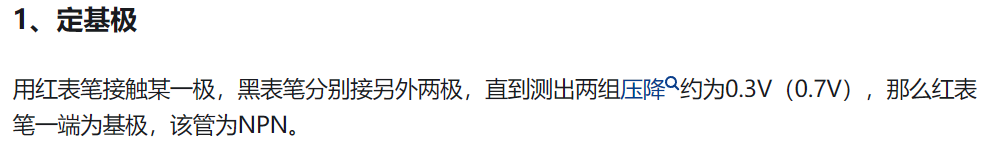 1、定基极
用红表笔接触某一极，黑表笔分别接另外两极，直到测出两组压降约为0.3V（0.7V），那么红表
笔一端为基极，该管为NPN。